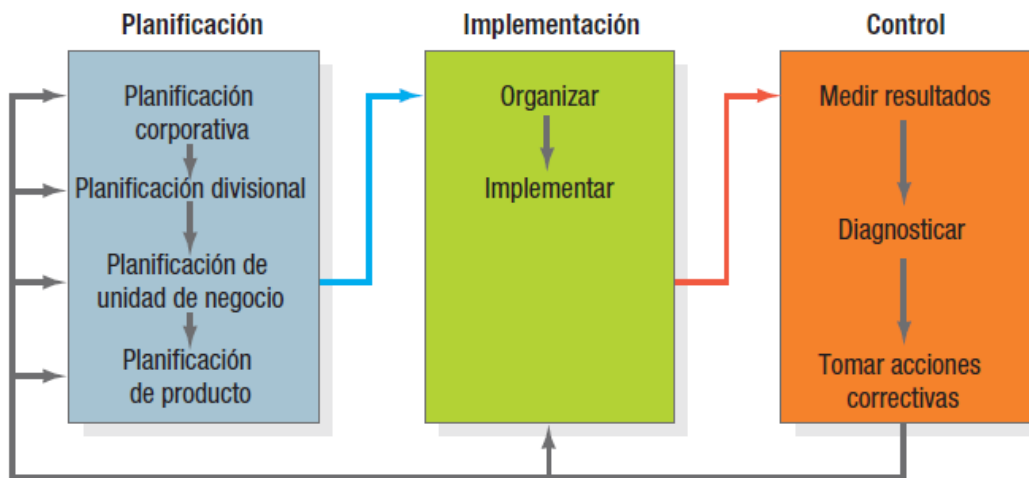 Planificación
Implementación
Control
Planificación
corporativa
Planificación divisional
Planificación de
unidad de negocio
Planificación
de producto
Organizar
Implementar
Medir resultados
Diagnosticar
Tomar acciones
correctivas